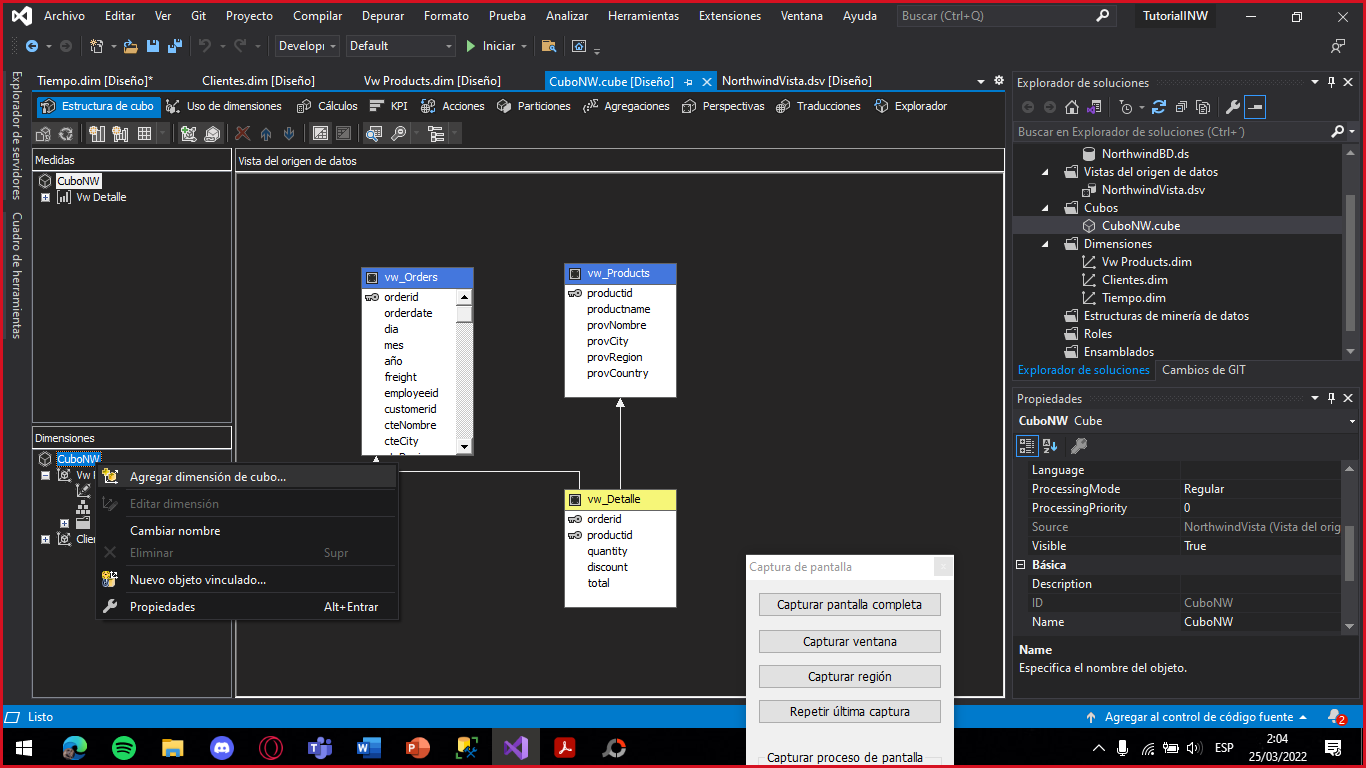 Archivo Editar Ver Git Proyecto Compilar Depurar Formato Prueba Analizar Herramientas Extensiones Ventana Ayuda Buscar (Ctrl+Q) TutorialNW
Develop Default Iniciar
Tiempo.dim [Diseño]* Clientes.dim [Diseño] Vw Products.dim [Diseño] CuboNW.cube [Diseño] NorthwindVista.dsv [Diseño]
Estructura de cubo Uso de dimensiones Cálculos KPI Acciones Particiones Agregaciones Perspectivas Traducciones Explorador
Explorador de servidores
Cuadro de herramientas
Medidas
CuboNW
Vw Detalle
Dimensiones
CuboNW
Vw
Clie
Agregar dimensión de cubo...
Editar dimensión
Cambiar nombre
Eliminar Supr
Nuevo objeto vinculado...
Propiedades Alt+Entrar
Vista del origen de datos
vw_Orders
orderid
orderdate
dia
mes
año
freight
employeeid
customerid
cteNombre
cteCity
vw_Products
productid
productname
provNombre
provCity
provRegion
provCountry
vw_Detalle
orderid
productid
quantity
discount
total
Captura de pantalla
Capturar pantalla completa
Capturar ventana
Capturar región
Repetir última captura
Capturar proceso de pantalla
Explorador de soluciones
Buscar en Explorador de soluciones (Ctrl+´)
NorthwindBD.ds
Vistas del origen de datos
NorthwindVista.dsv
Cubos
CuboNW.cube
Dimensiones
Vw Products.dim
Clientes.dim
Tiempo.dim
Estructuras de minería de datos
Roles
Ensamblados
Explorador de soluciones Cambios de GIT
Propiedades
CuboNW Cube
Language
ProcessingMode Regular
ProcessingPriority 0
Source NorthwindVista (Vista del orig
Visible True
Básica
Description
ID CuboNW
Name CuboNW
Name
Especifica el nombre del objeto.
Listo Agregar al control de código fuente 2
ESP 2:04
25/03/2022